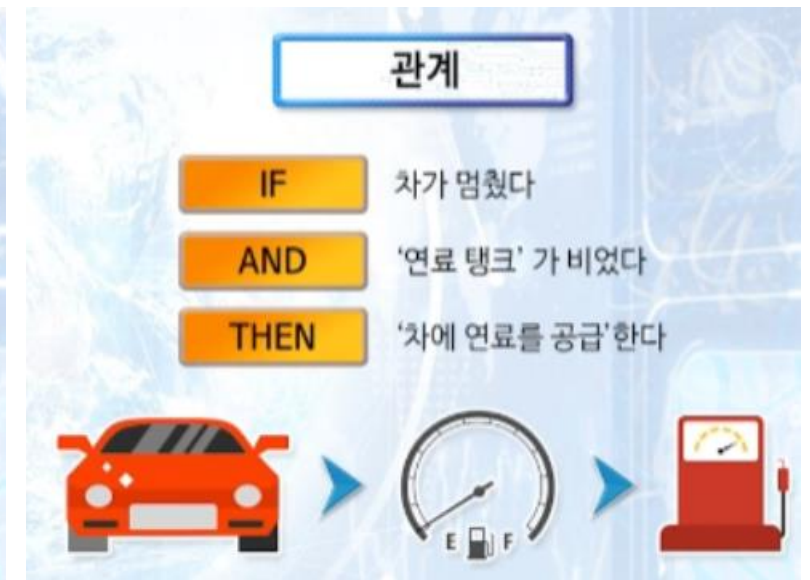 관계
IF 차가 멈췄다
AND ‘연료 탱크’ 가 비었다
THEN ‘차에 연료를 공급’한다
E F